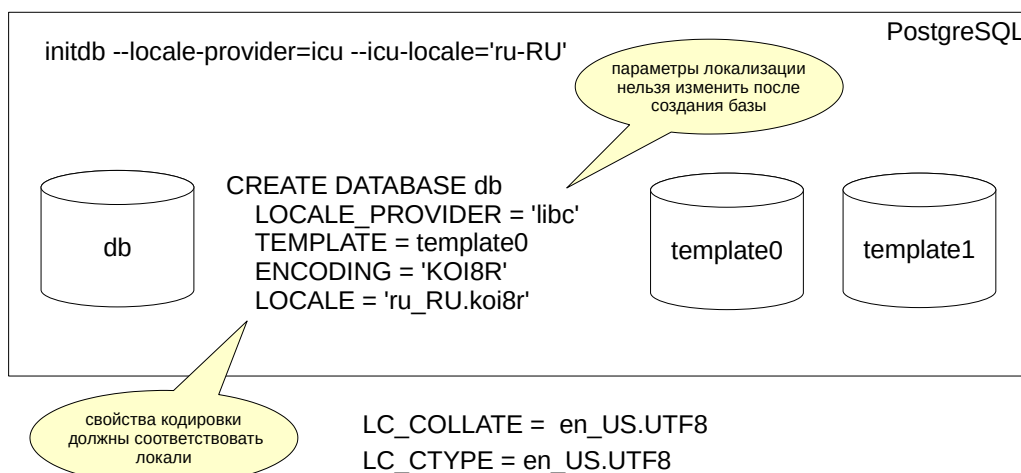 PostgreSQL
initdb --locale-provider=icu --icu-locale='ru-RU'
параметры локализации
нельзя изменить после
создания базы
db
CREATE DATABASE db
LOCALE_PROVIDER = 'libc'
TEMPLATE = template0
ENCODING = 'KOI8R'
LOCALE = 'ru_RU.koi8r'
template0
template1
свойства кодировки
должны соответствовать
локали
LC_COLLATE = en_US.UTF8
LC_CTYPE = en_US.UTF8